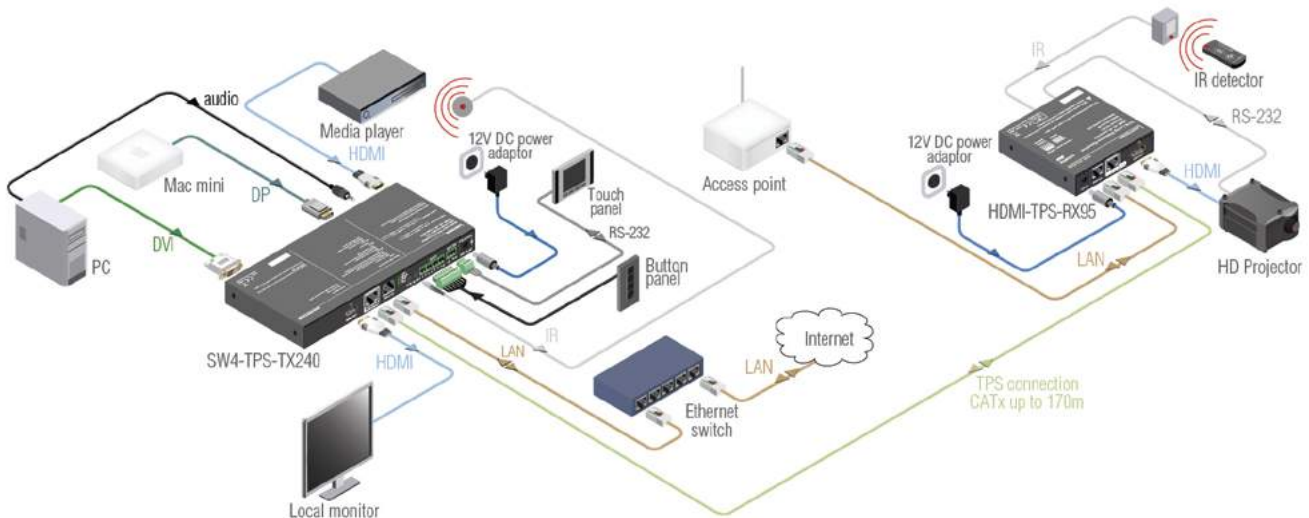 audio
Media player
HDMI
Mac mini
DP
DVI
PC
12V DC power
adaptor
Touch
panel
RS-232
Button
panel
IR
SW4-TPS-TX240
HDMI
LAN
Local monitor
Ethernet
switch
LAN
Internet
Access point
TPS connection
CATx up to 170m
IR
IR detector
RS-232
12V DC power
adaptor
HDMI-TPS-RX95
HDMI
LAN
HD Projector